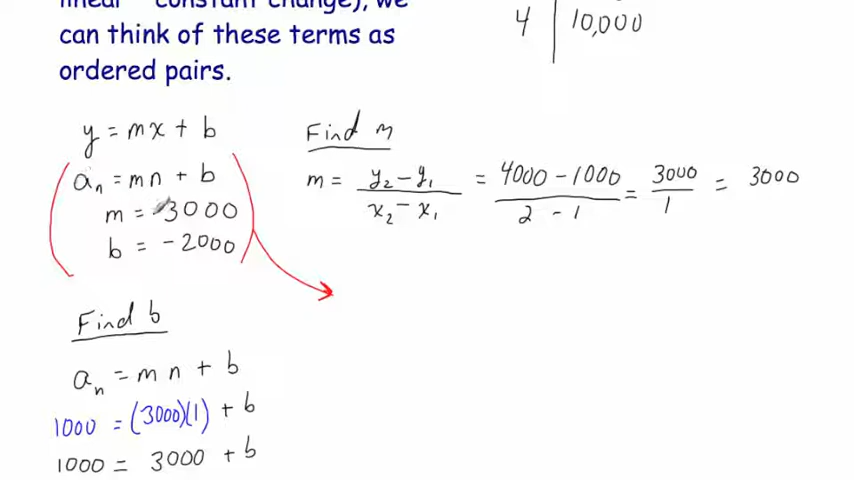 linear - constant change), we
can think of these terms as
ordered pairs.
4 | 10,000
y = mx + b
aₙ = mn + b
m = 3000
b = -2000
Find m
m = (y₂ - y₁)/(x₂ - x₁) = (4000 - 1000)/(2 - 1) = 3000/1 = 3000
Find b
aₙ = mn + b
1000 = (3000)(1) + b
1000 = 3000 + b